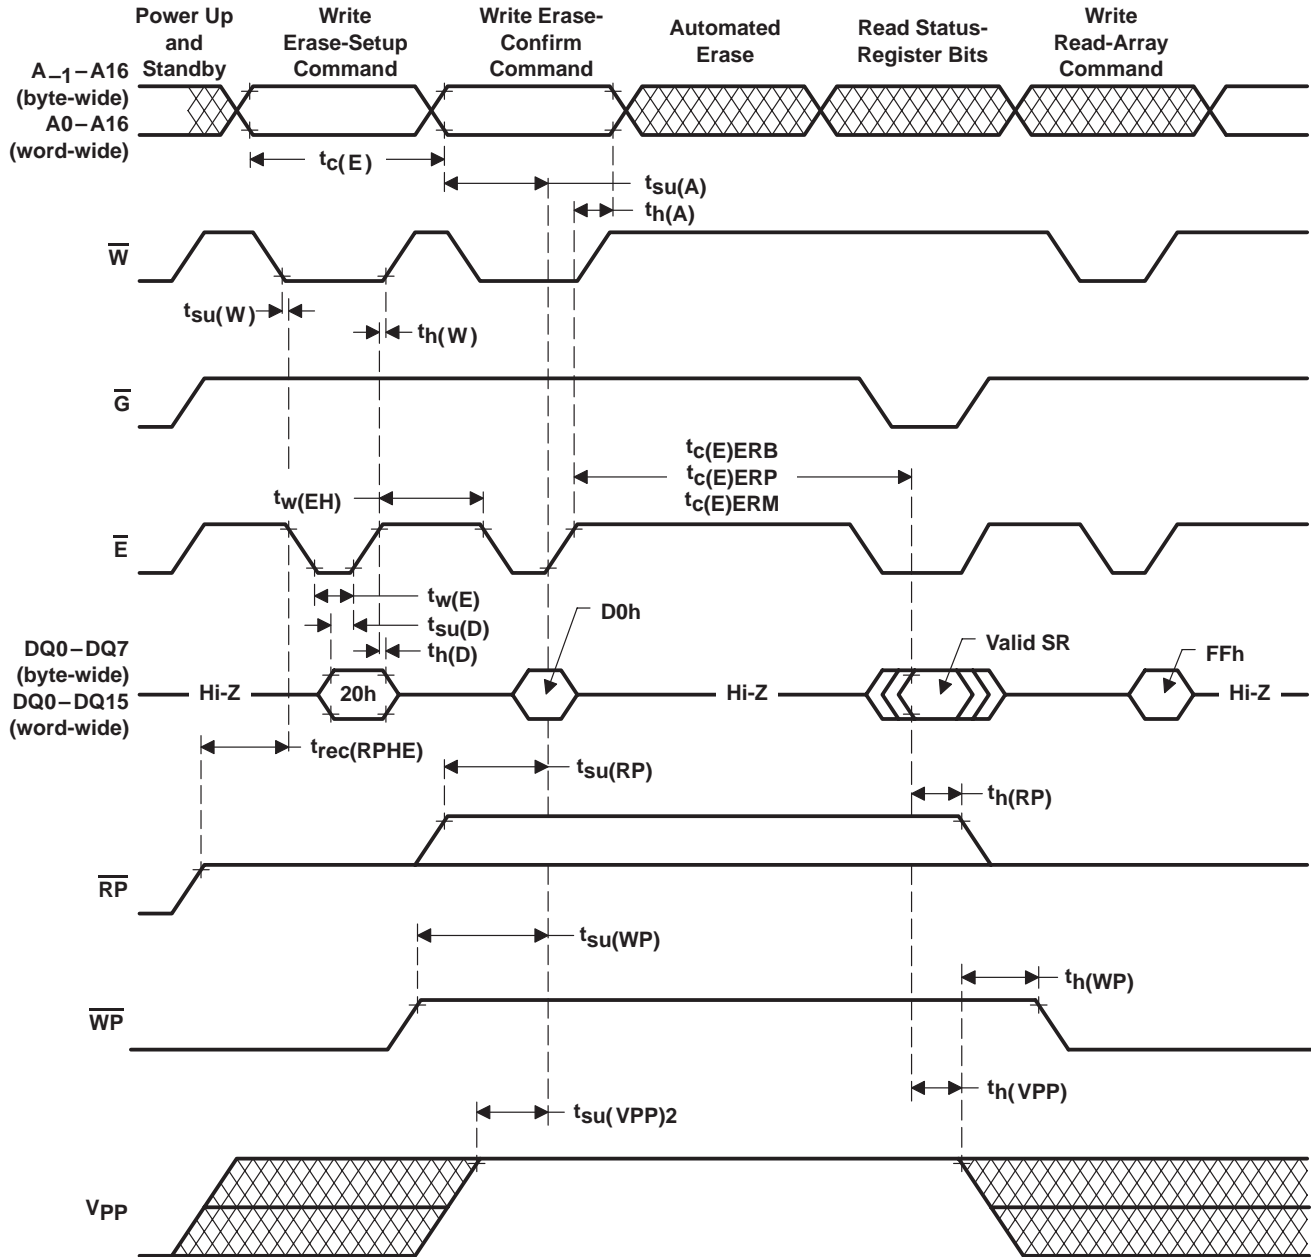 Power Up
and
Standby
Write
Erase-Setup
Command
Write Erase-
Confirm
Command
Automated
Erase
Read Status-
Register Bits
Write
Read-Array
Command
A–1–A16
(byte-wide)
A0–A16
(word-wide)
tc(E)
tsu(A)
th(A)
W
tsu(W)
th(W)
G
tc(E)ERB
tc(E)ERP
tc(E)ERM
tw(EH)
E
tw(E)
tsu(D)
th(D)
D0h
Valid SR
FFh
DQ0–DQ7
(byte-wide)
DQ0–DQ15
(word-wide)
Hi-Z
20h
Hi-Z
Hi-Z
trec(RPHE)
tsu(RP)
th(RP)
RP
tsu(WP)
th(WP)
WP
th(VPP)
tsu(VPP)2
VPP